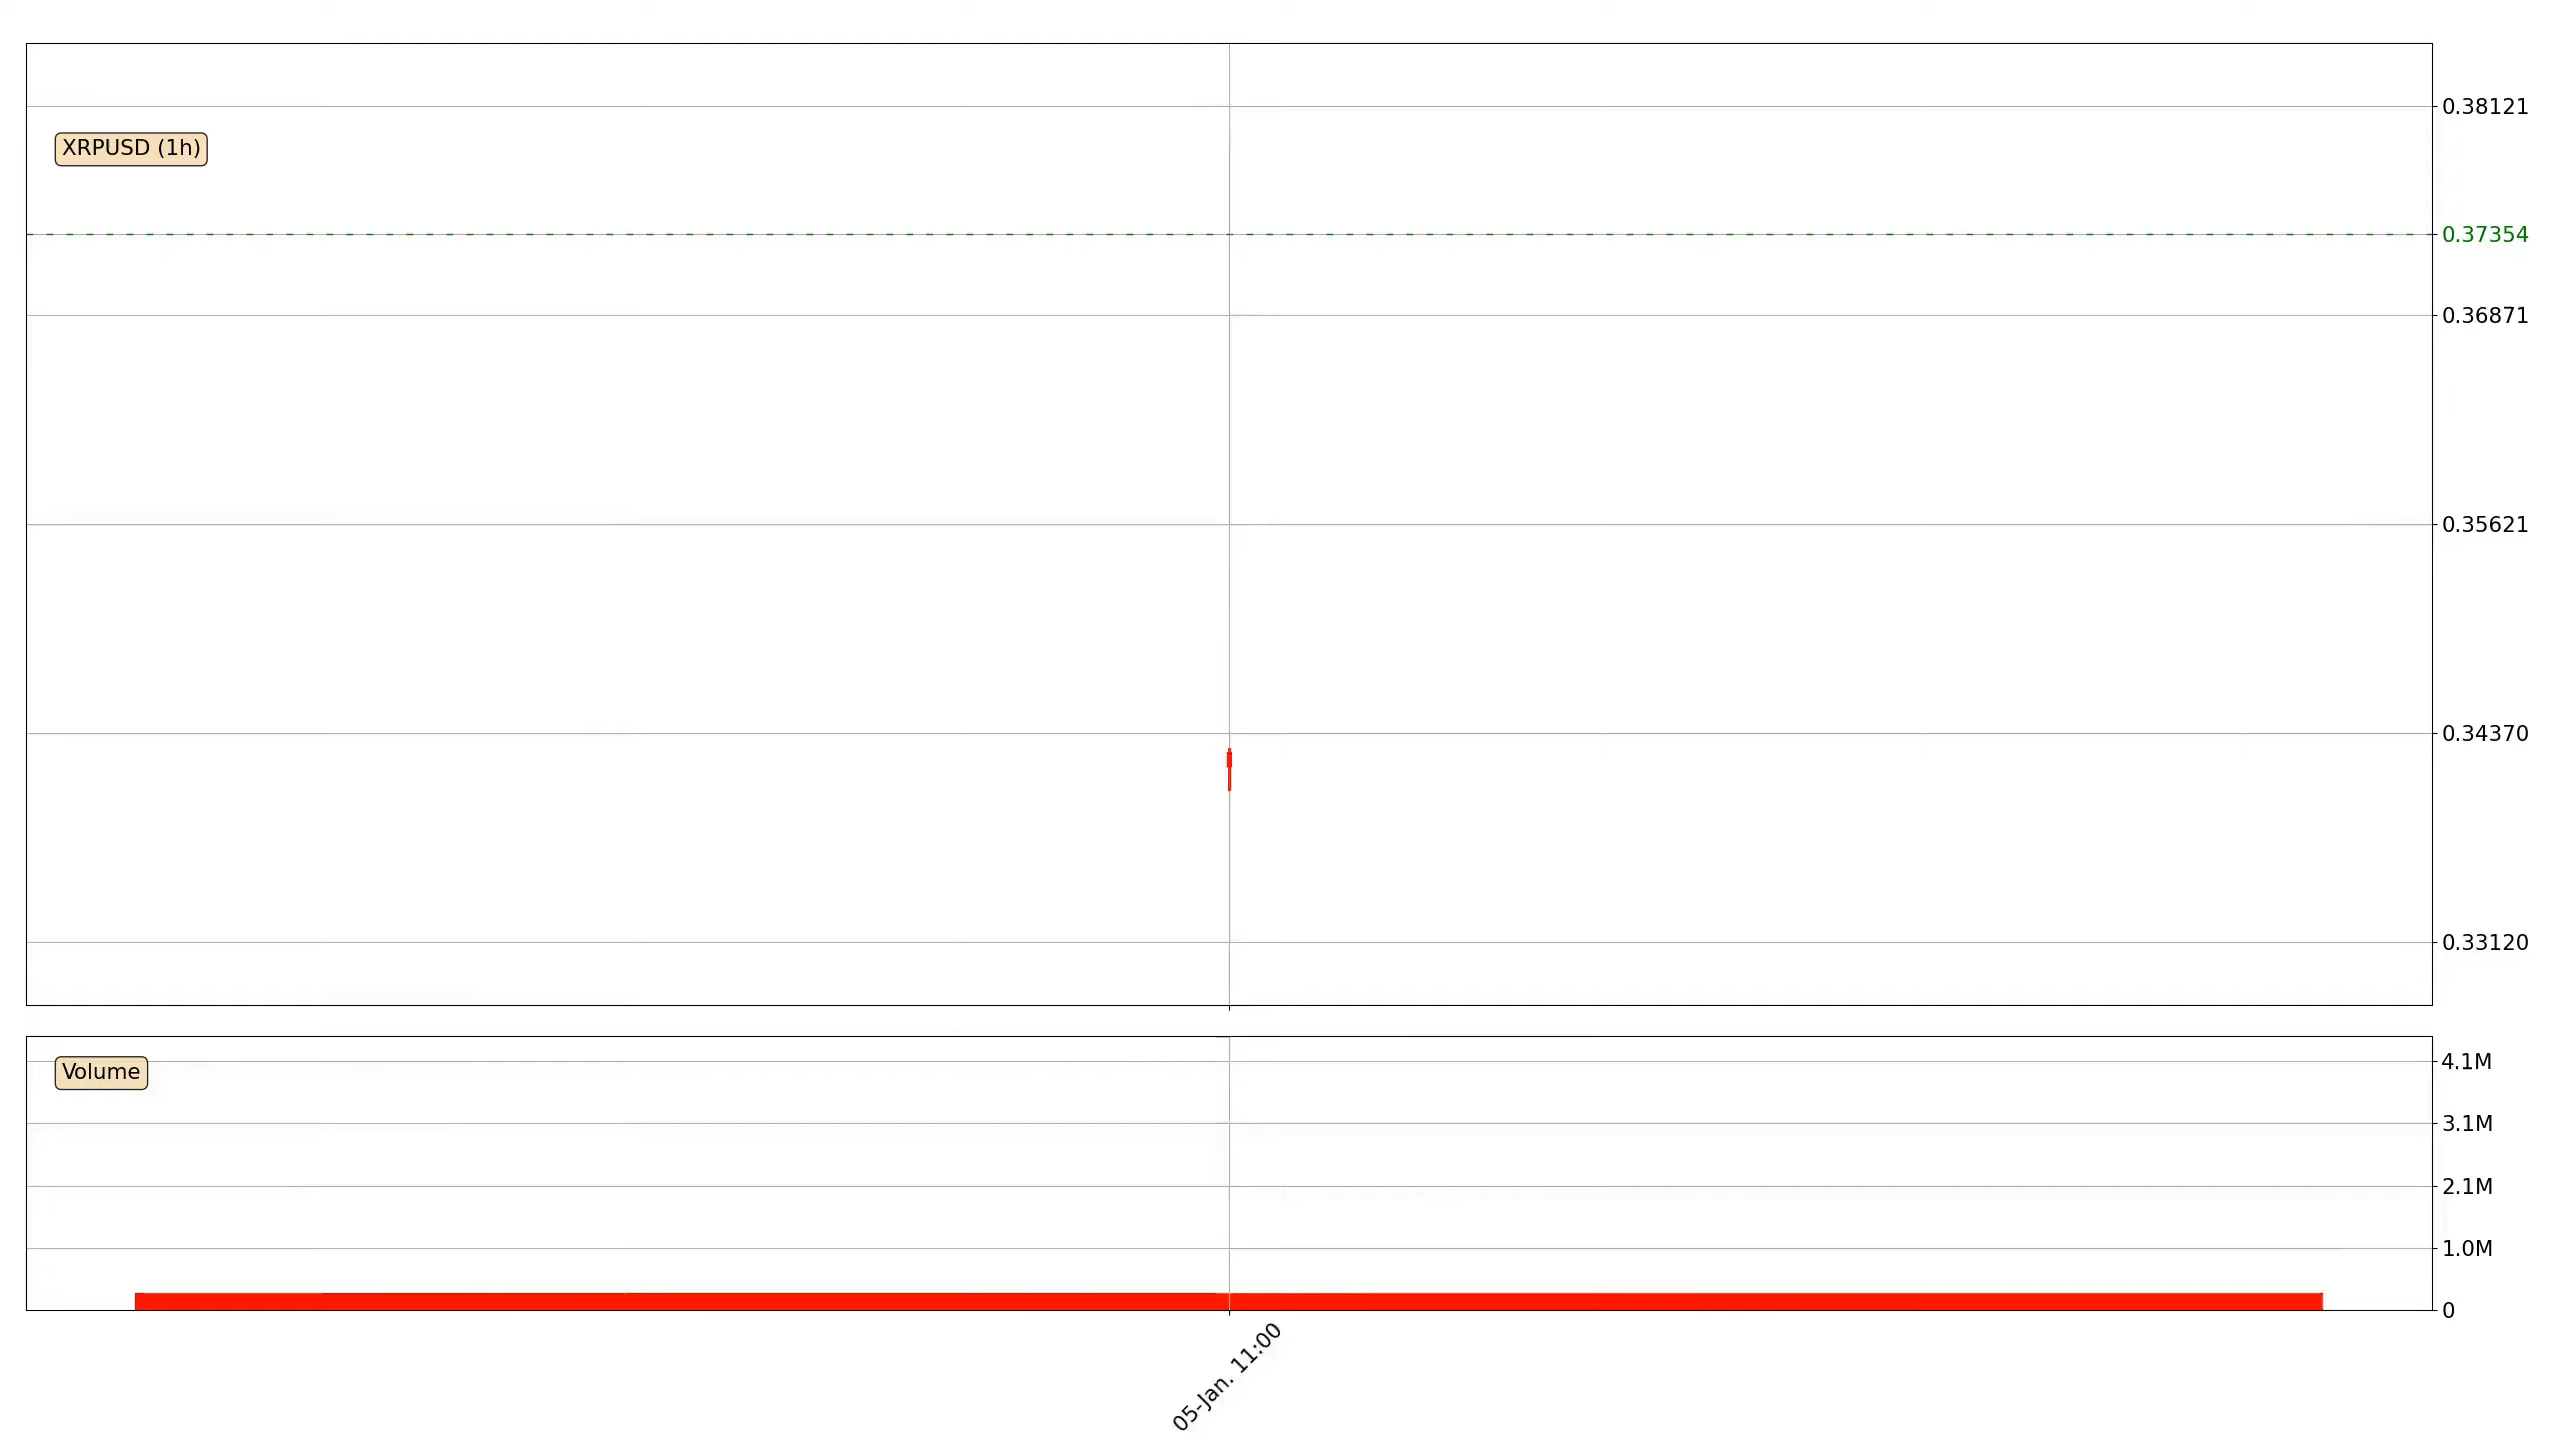 0.38121
XRPUSD (1h)
0.37354
0.36871
0.35621
0.34370
0.33120
Volume
4.1M
3.1M
2.1M
1.0M
0
05-Jan. 11:00